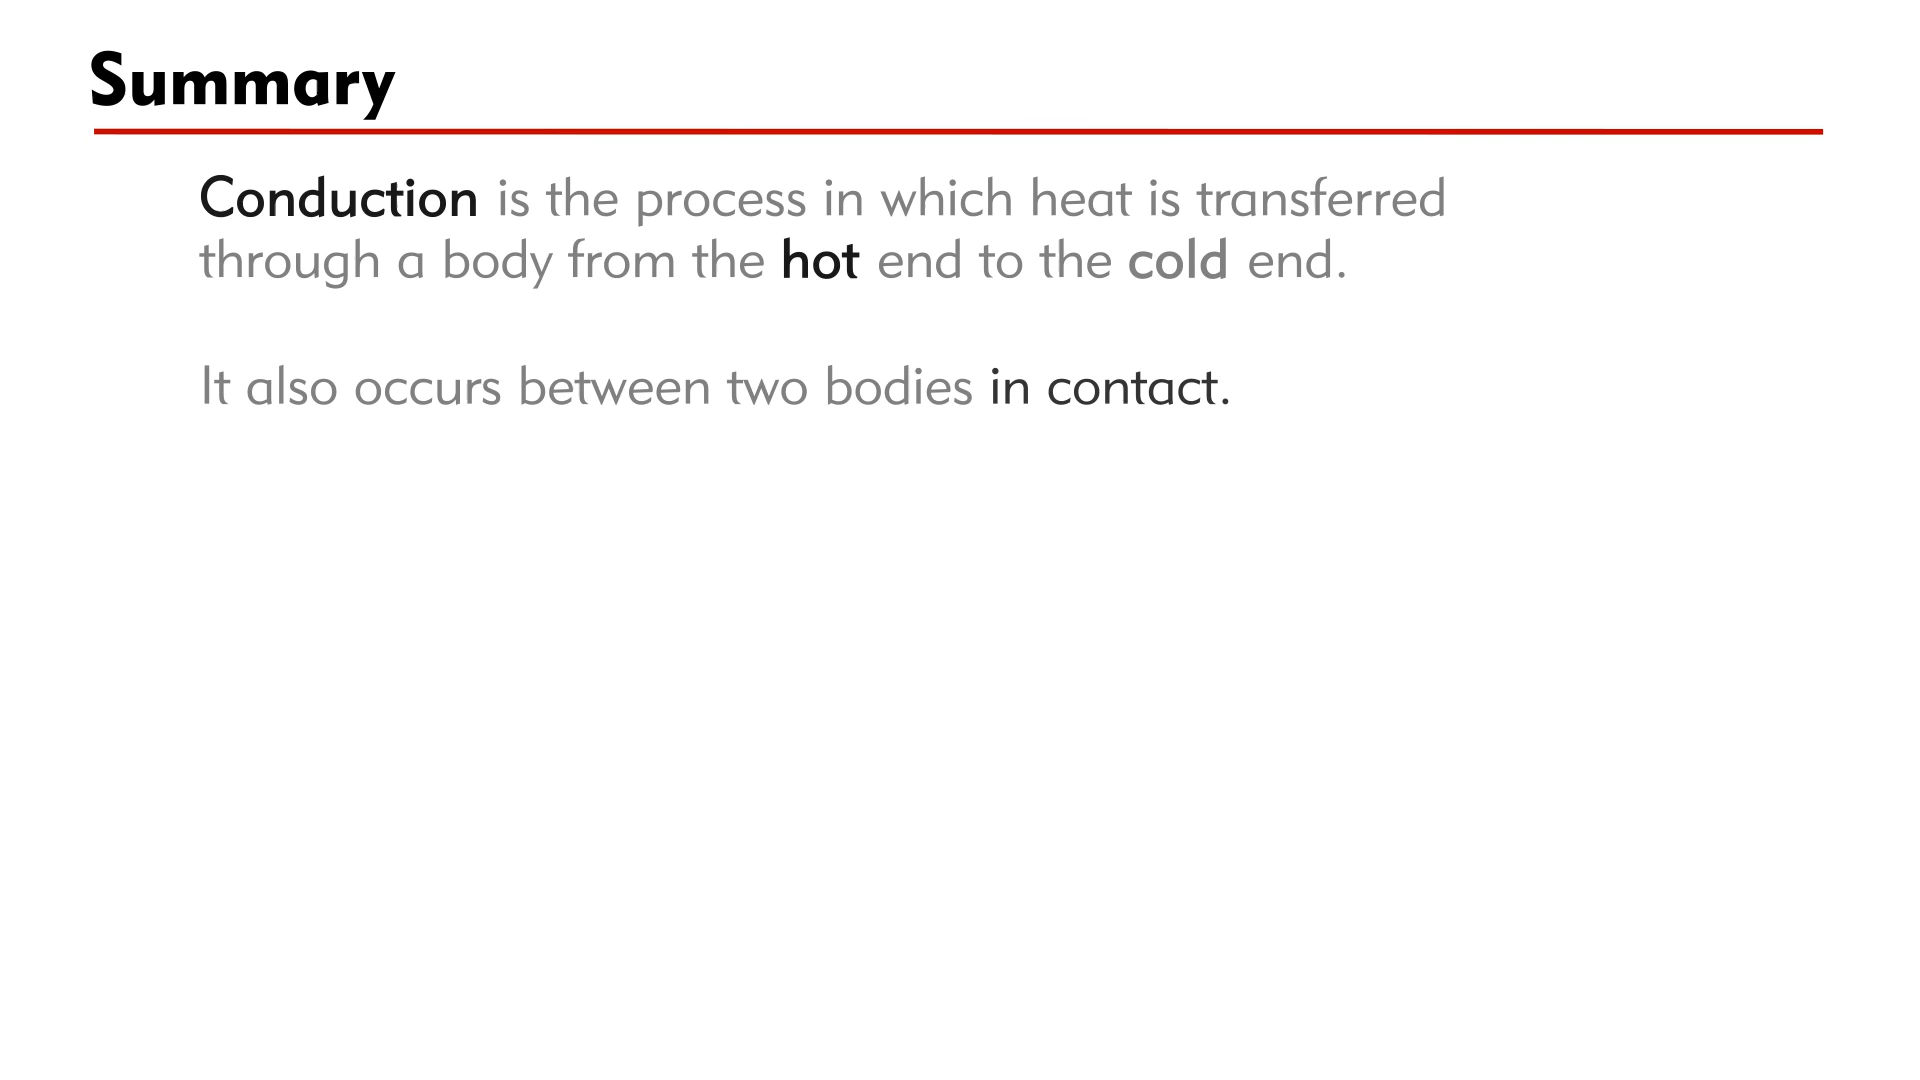 Summary
Conduction is the process in which heat is transferred
through a body from the hot end to the cold end.
It also occurs between two bodies in contact.